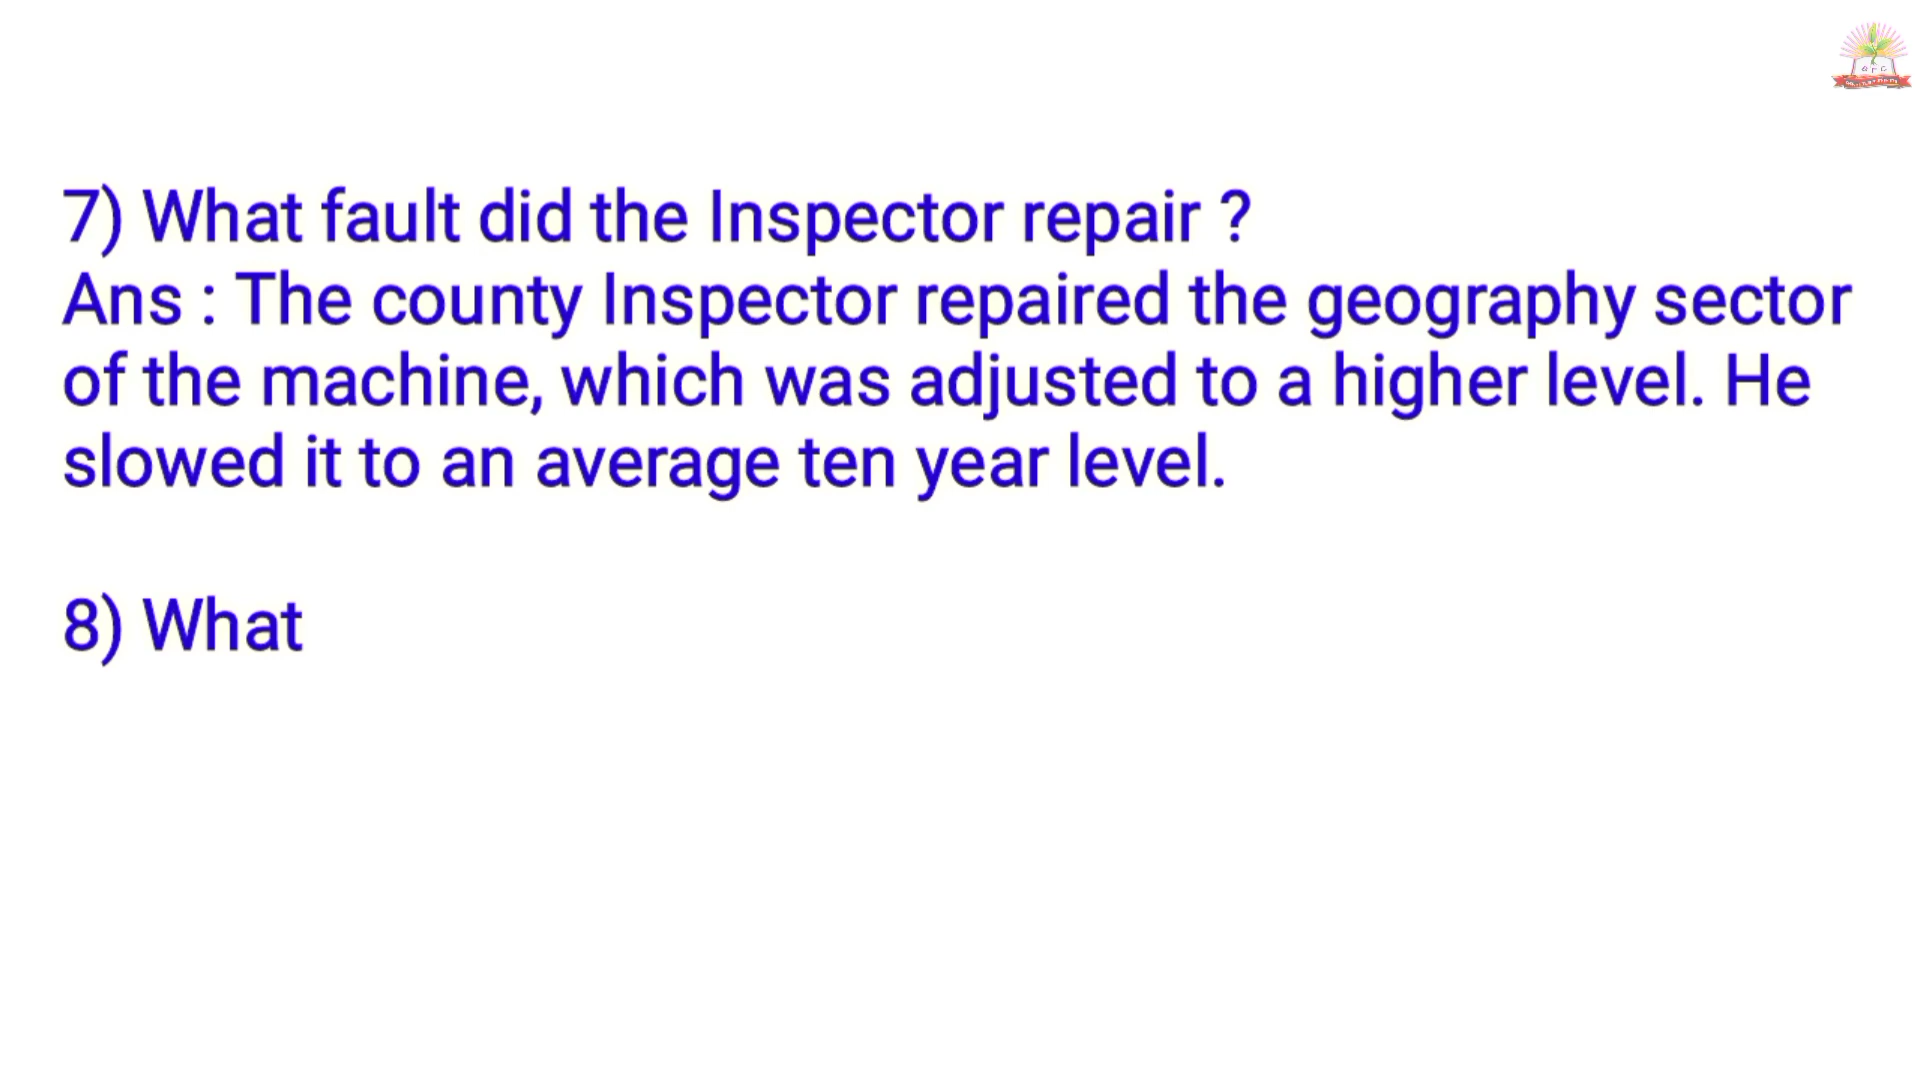 7) What fault did the Inspector repair ?
Ans : The county Inspector repaired the geography sector
of the machine, which was adjusted to a higher level. He
slowed it to an average ten year level.
8) What